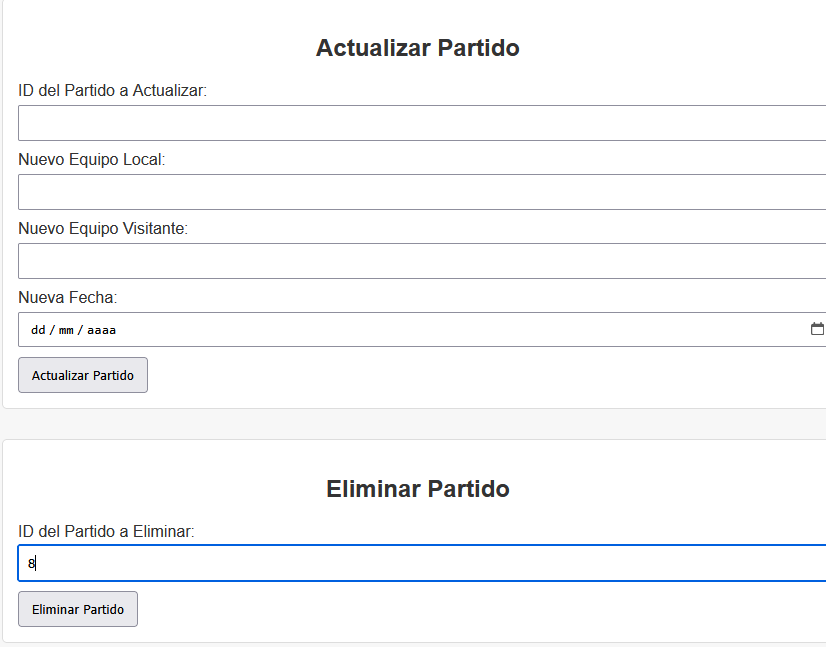 Actualizar Partido
ID del Partido a Actualizar:
Nuevo Equipo Local:
Nuevo Equipo Visitante:
Nueva Fecha:
dd / mm / aaaa
Actualizar Partido
Eliminar Partido
ID del Partido a Eliminar:
8
Eliminar Partido